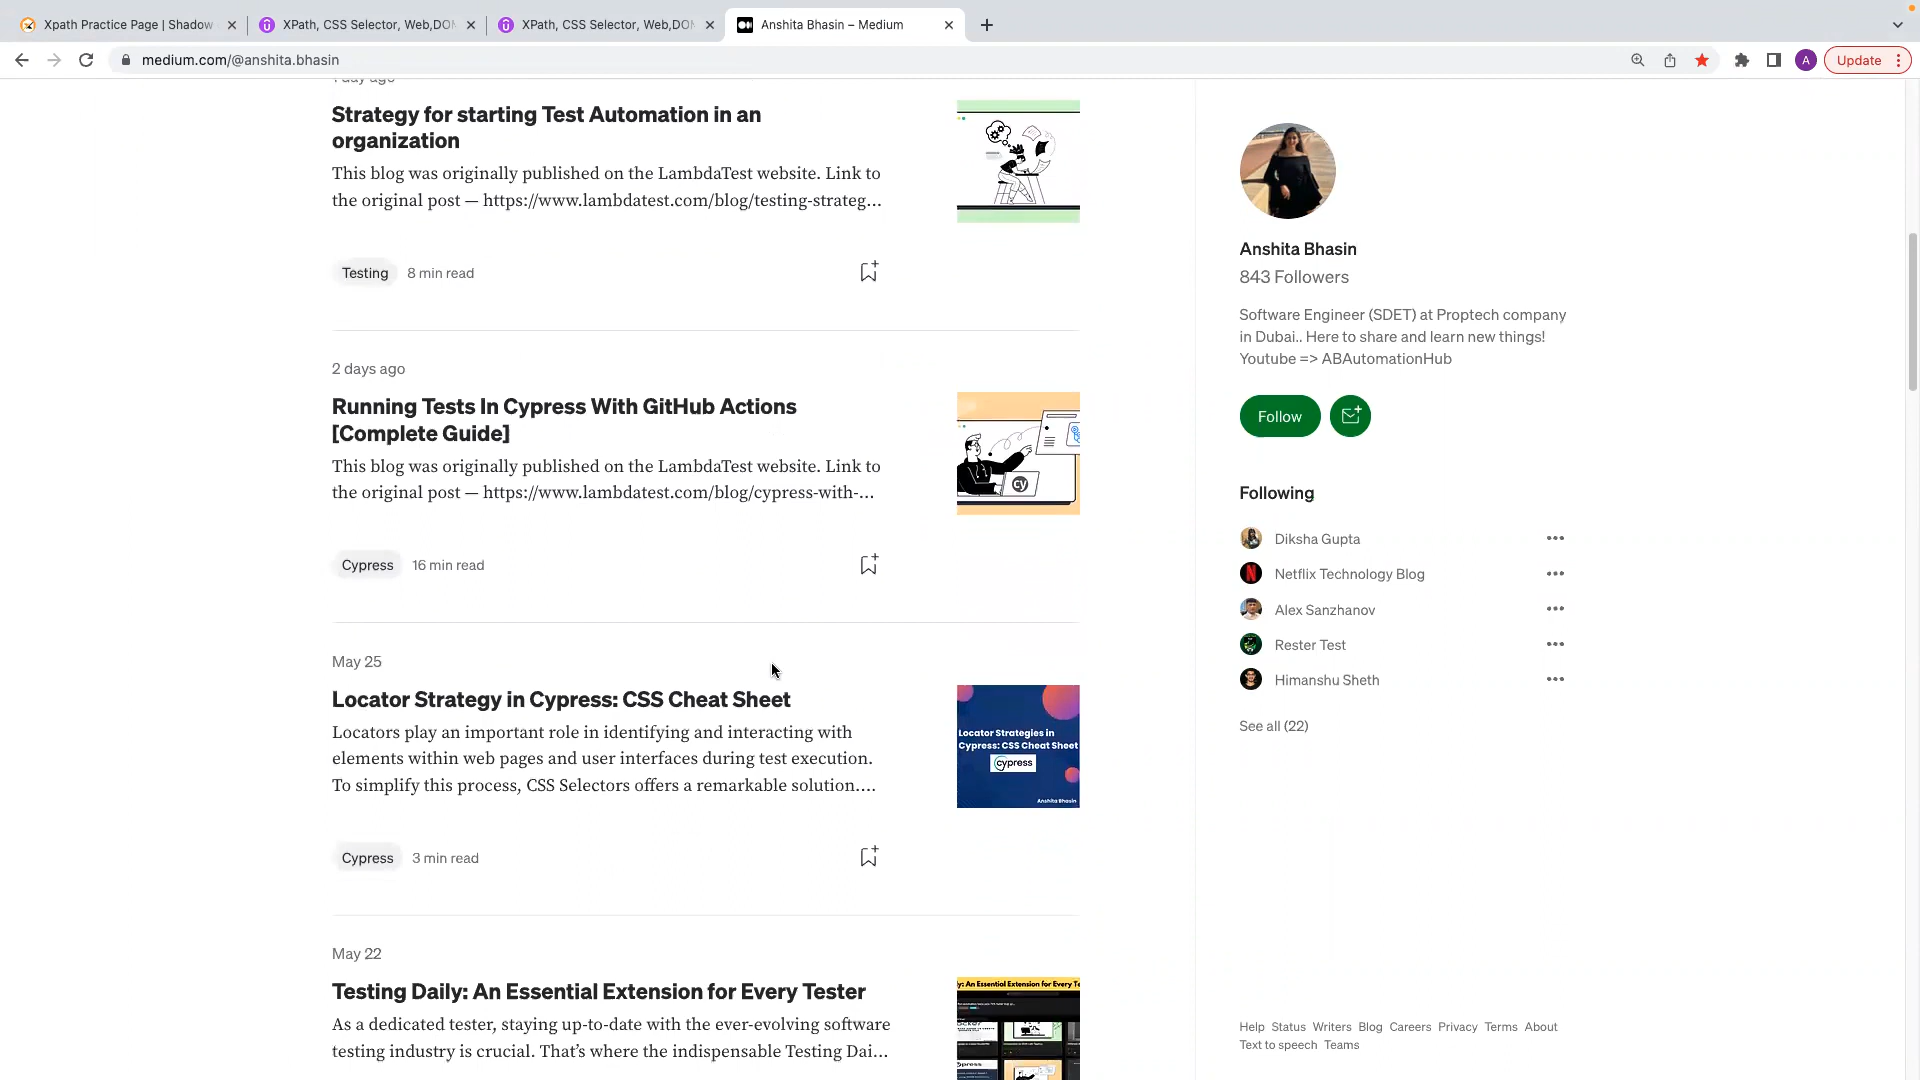 Xpath Practice Page | Shadow
XPath, CSS Selector, Web,DOM
XPath, CSS Selector, Web,DOM
Anshita Bhasin – Medium
medium.com/@anshita.bhasin
A
Update
1 day ago
Strategy for starting Test Automation in an
organization
This blog was originally published on the LambdaTest website. Link to
the original post — https://www.lambdatest.com/blog/testing-strateg...
Testing 8 min read
2 days ago
Running Tests In Cypress With GitHub Actions
[Complete Guide]
This blog was originally published on the LambdaTest website. Link to
the original post — https://www.lambdatest.com/blog/cypress-with-...
cy
Cypress 16 min read
May 25
Locator Strategy in Cypress: CSS Cheat Sheet
Locators play an important role in identifying and interacting with
elements within web pages and user interfaces during test execution.
To simplify this process, CSS Selectors offers a remarkable solution....
Locator Strategies in
Cypress: CSS Cheat Sheet
cypress
Anshita Bhasin
Cypress 3 min read
May 22
Testing Daily: An Essential Extension for Every Tester
As a dedicated tester, staying up-to-date with the ever-evolving software
testing industry is crucial. That's where the indispensable Testing Dai...
y: An Essential Extension for Every Te
Anshita Bhasin
843 Followers
Software Engineer (SDET) at Proptech company
in Dubai.. Here to share and learn new things!
Youtube => ABAutomationHub
Follow
Following
Diksha Gupta
Netflix Technology Blog
Alex Sanzhanov
Rester Test
Himanshu Sheth
See all (22)
Help Status Writers Blog Careers Privacy Terms About
Text to speech Teams